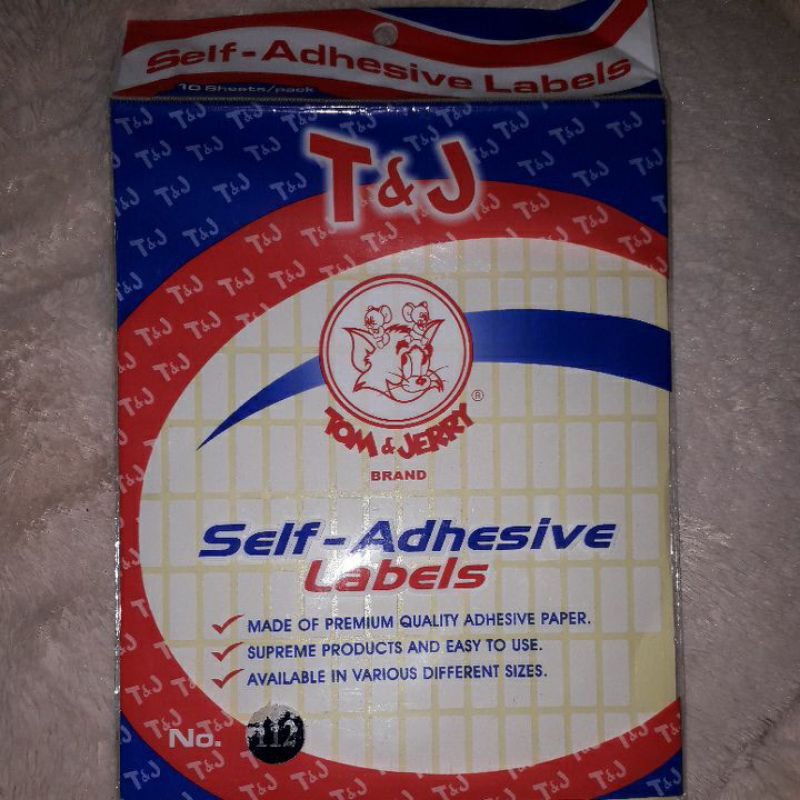 Self-Adhesive Labels
10 Sheets/pack
T&J
TOM & JERRY
®
BRAND
Self-Adhesive
Labels
MADE OF PREMIUM QUALITY ADHESIVE PAPER.
SUPREME PRODUCTS AND EASY TO USE.
AVAILABLE IN VARIOUS DIFFERENT SIZES.
No. 112